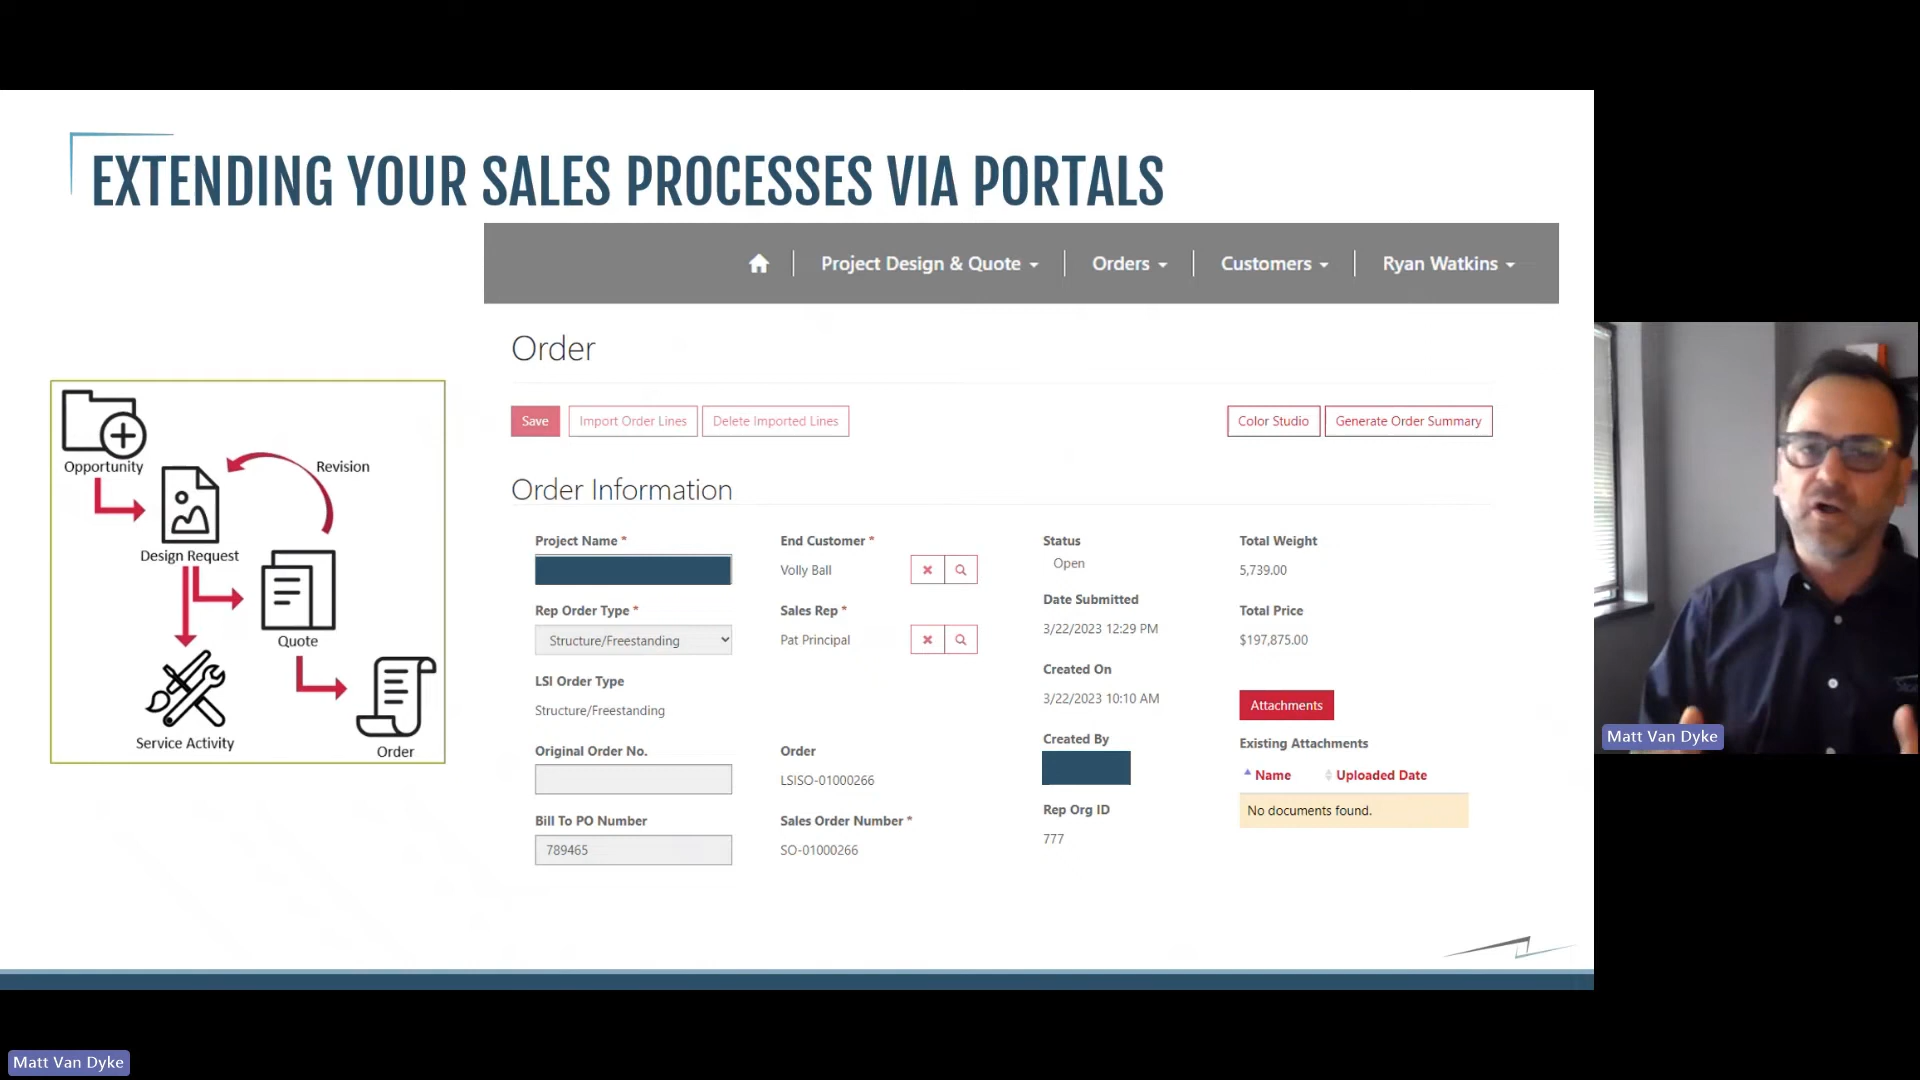 EXTENDING YOUR SALES PROCESSES VIA PORTALS
Project Design & Quote
Orders
Customers
Ryan Watkins
Order
Save
Import Order Lines
Delete Imported Lines
Color Studio
Generate Order Summary
Order Information
Project Name *
End Customer *
Volly Ball
Status
Open
Total Weight
5,739.00
Rep Order Type *
Structure/Freestanding
Sales Rep *
Pat Principal
Date Submitted
3/22/2023 12:29 PM
Total Price
$197,875.00
LSI Order Type
Structure/Freestanding
Created On
3/22/2023 10:10 AM
Attachments
Original Order No.
Order
LSISO-01000266
Created By
Existing Attachments
Name
Uploaded Date
No documents found.
Bill To PO Number
789465
Sales Order Number *
SO-01000266
Rep Org ID
777
Opportunity
Revision
Design Request
Quote
Service Activity
Order
Matt Van Dyke
Matt Van Dyke